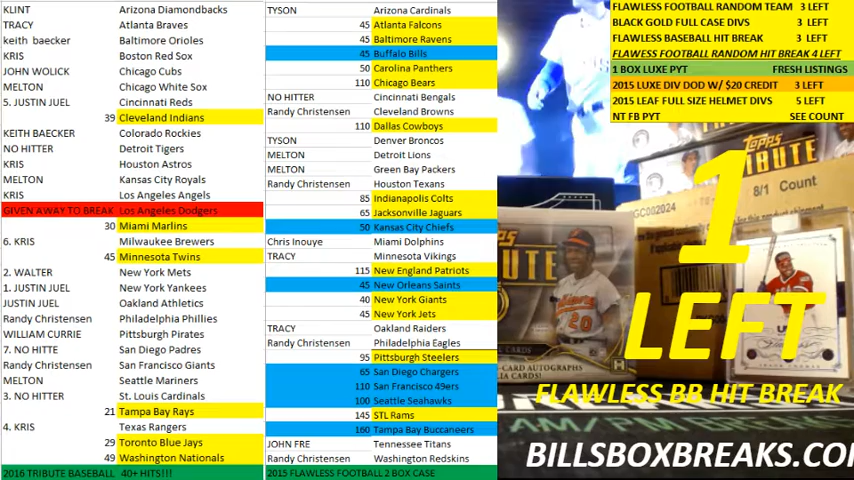 KLINT Arizona Diamondbacks
TRACY Atlanta Braves
keith baecker Baltimore Orioles
KRIS Boston Red Sox
JOHN WOLICK Chicago Cubs
MELTON Chicago White Sox
5. JUSTIN JUEL Cincinnati Reds
39 Cleveland Indians
KEITH BAECKER Colorado Rockies
NO HITTER Detroit Tigers
KRIS Houston Astros
MELTON Kansas City Royals
KRIS Los Angeles Angels
GIVEN AWAY TO BREAK Los Angeles Dodgers
30 Miami Marlins
6. KRIS Milwaukee Brewers
45 Minnesota Twins
2. WALTER New York Mets
1. JUSTIN JUEL New York Yankees
JUSTIN JUEL Oakland Athletics
Randy Christensen Philadelphia Phillies
WILLIAM CURRIE Pittsburgh Pirates
7. NO HITTE San Diego Padres
Randy Christensen San Francisco Giants
MELTON Seattle Mariners
3. NO HITTER St. Louis Cardinals
21 Tampa Bay Rays
4. KRIS Texas Rangers
29 Toronto Blue Jays
49 Washington Nationals
2016 TRIBUTE BASEBALL 40+ HITS!!!
TYSON Arizona Cardinals
45 Atlanta Falcons
45 Baltimore Ravens
45 Buffalo Bills
50 Carolina Panthers
110 Chicago Bears
NO HITTER Cincinnati Bengals
Randy Christensen Cleveland Browns
110 Dallas Cowboys
TYSON Denver Broncos
MELTON Detroit Lions
MELTON Green Bay Packers
Randy Christensen Houston Texans
85 Indianapolis Colts
65 Jacksonville Jaguars
50 Kansas City Chiefs
Chris Inouye Miami Dolphins
TRACY Minnesota Vikings
115 New England Patriots
45 New Orleans Saints
40 New York Giants
45 New York Jets
TRACY Oakland Raiders
Randy Christensen Philadelphia Eagles
95 Pittsburgh Steelers
65 San Diego Chargers
110 San Francisco 49ers
100 Seattle Seahawks
145 STL Rams
160 Tampa Bay Buccaneers
JOHN FRE Tennessee Titans
Randy Christensen Washington Redskins
2015 FLAWLESS FOOTBALL 2 BOX CASE
FLAWLESS FOOTBALL RANDOM TEAM 3 LEFT
BLACK GOLD FULL CASE DIVS 3 LEFT
FLAWLESS BASEBALL HIT BREAK 3 LEFT
FLAWLESS FOOTBALL RANDOM HIT BREAK 4 LEFT
1 BOX LUXE PYT FRESH LISTINGS
2015 LUXE DIV DOD W/ $20 CREDIT 3 LEFT
2015 LEAF FULL SIZE HELMET DIVS 5 LEFT
NT FB PYT SEE COUNT
Topps
TRIBUTE
8/1 Count
GC002024
1
LEFT
20
FLAWLESS BB HIT BREAK
BILLSBOXBREAKS.CO